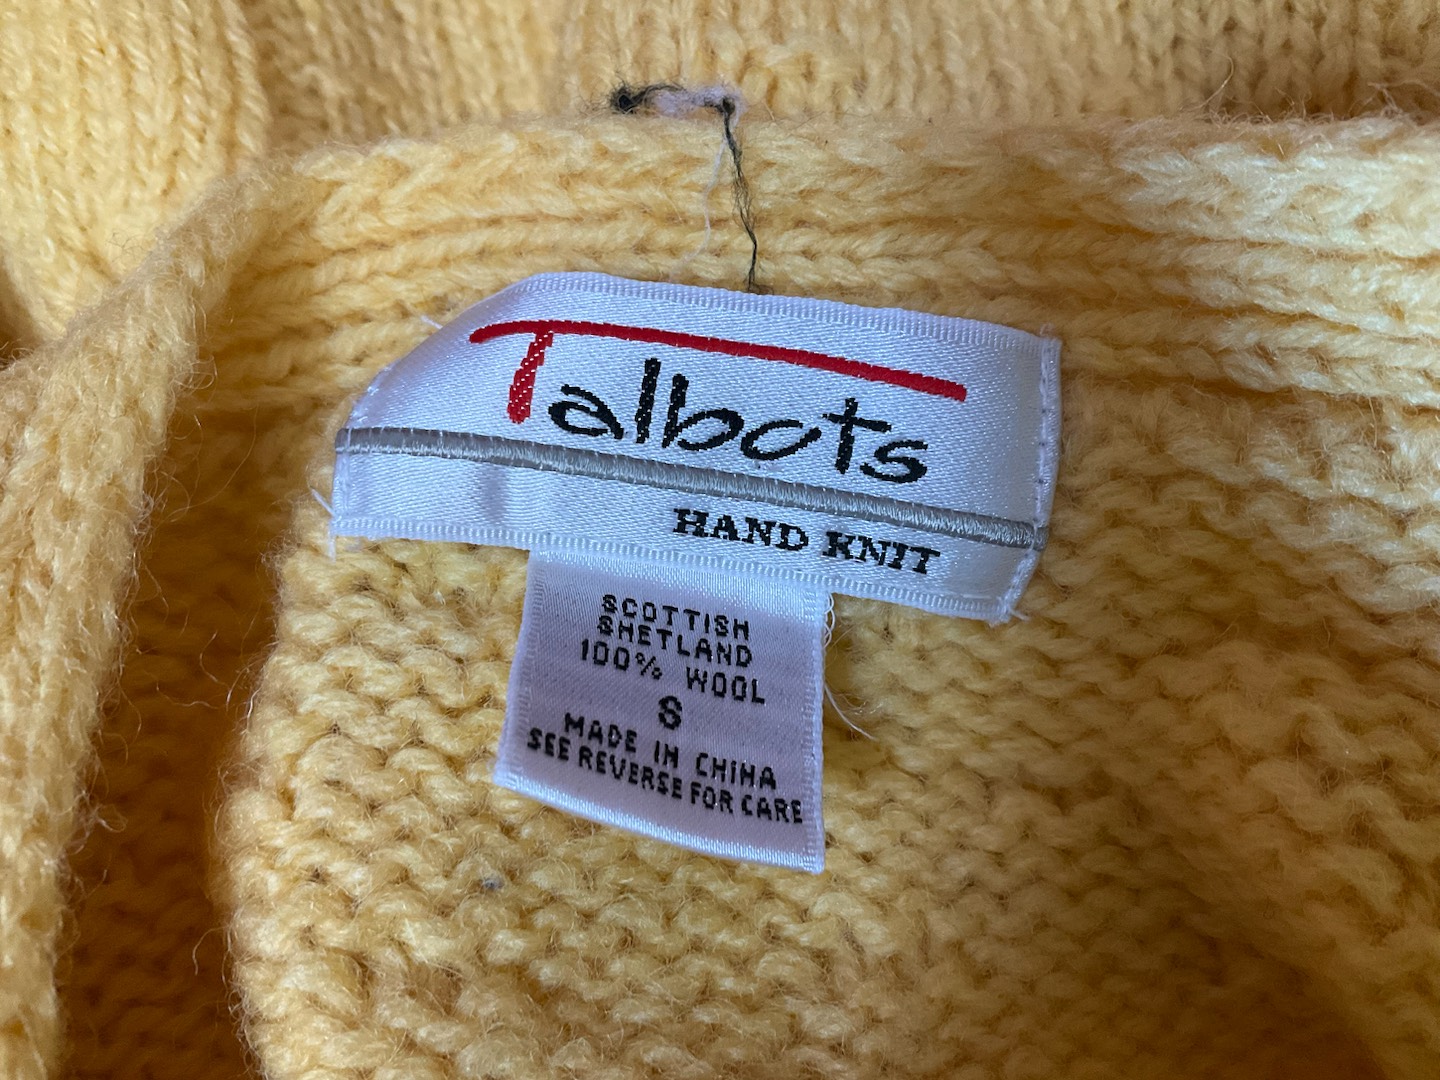 Talbots
HAND KNIT
SCOTTISH
SHETLAND
100% WOOL
S
MADE IN CHINA
SEE REVERSE FOR CARE